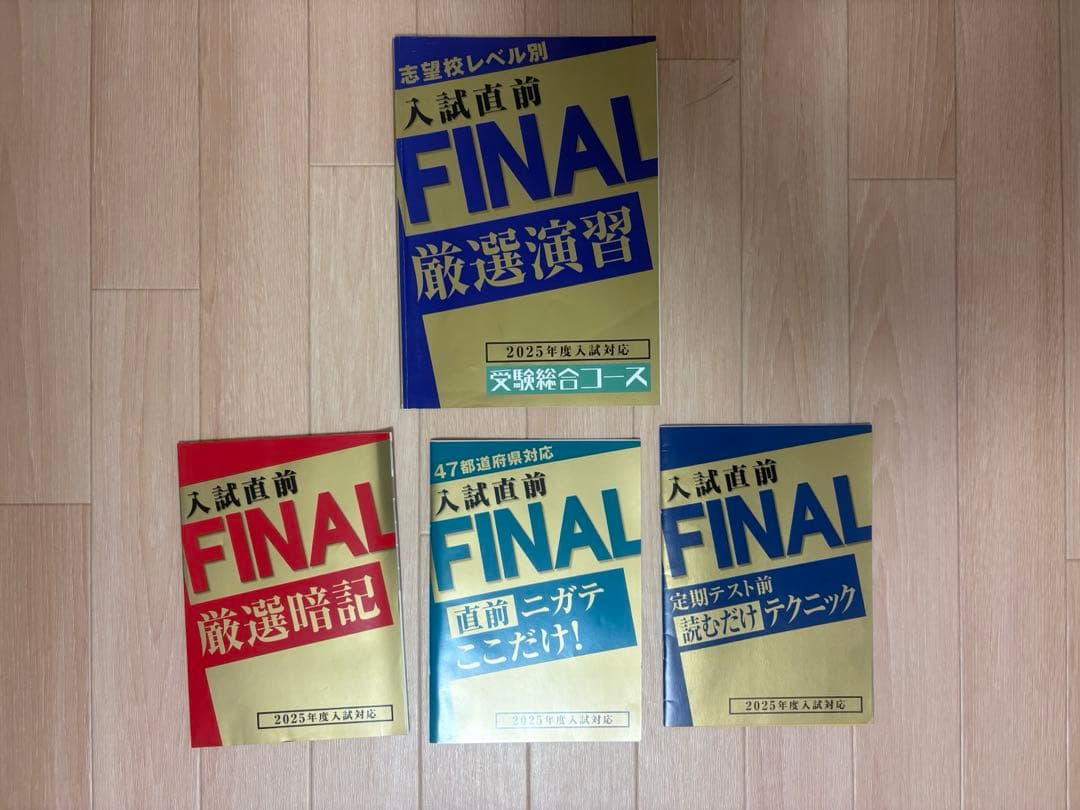 志望校レベル別
入試直前
FINAL
厳選演習
2025年度入試対応
受験総合コース
入試直前
FINAL
厳選暗記
2025年度入試対応
47都道府県対応
入試直前
FINAL
直前 ニガテ
ここだけ!
2025年度入試対応
入試直前
FINAL
定期テスト前
読むだけ テクニック
2025年度入試対応